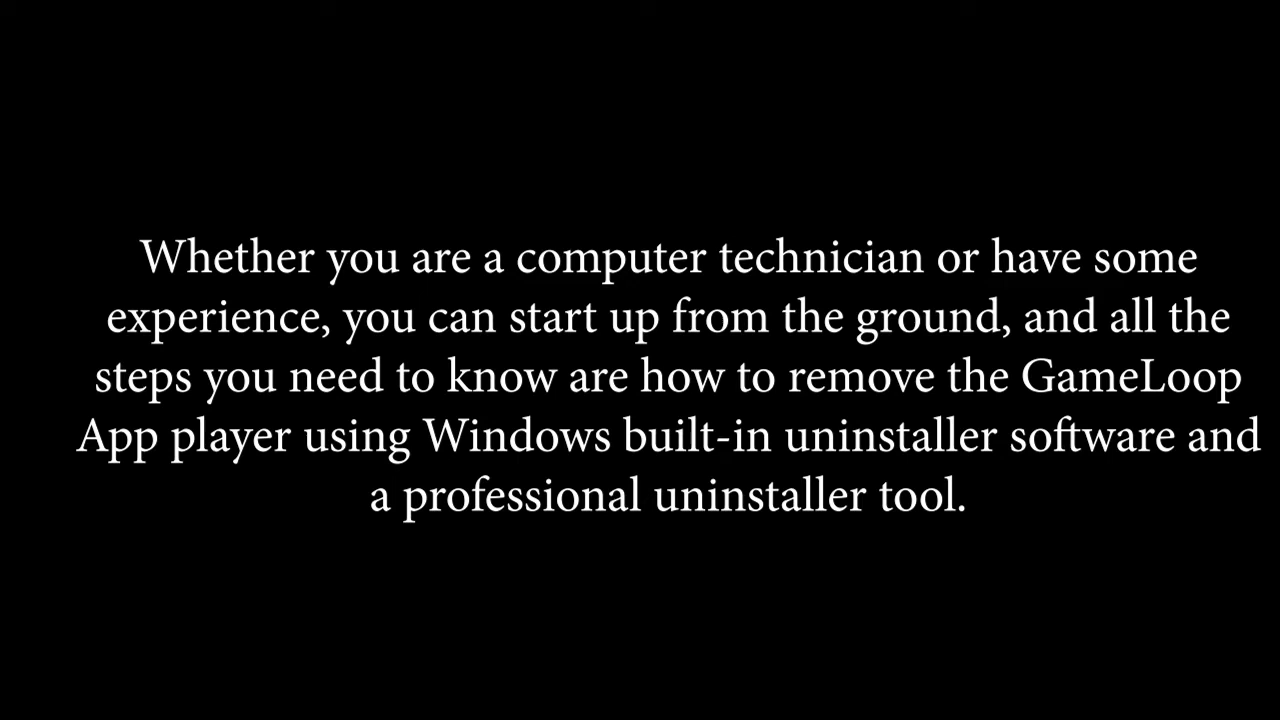 Whether you are a computer technician or have some
experience, you can start up from the ground, and all the
steps you need to know are how to remove the GameLoop
App player using Windows built-in uninstaller software and
a professional uninstaller tool.